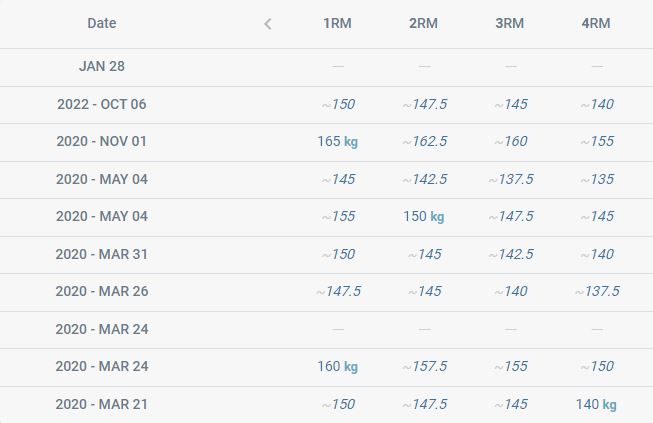 Date < 1RM 2RM 3RM 4RM
JAN 28 — — — —
2022 - OCT 06 ~150 ~147.5 ~145 ~140
2020 - NOV 01 165 kg ~162.5 ~160 ~155
2020 - MAY 04 ~145 ~142.5 ~137.5 ~135
2020 - MAY 04 ~155 150 kg ~147.5 ~145
2020 - MAR 31 ~150 ~145 ~142.5 ~140
2020 - MAR 26 ~147.5 ~145 ~140 ~137.5
2020 - MAR 24 — — — —
2020 - MAR 24 160 kg ~157.5 ~155 ~150
2020 - MAR 21 ~150 ~147.5 ~145 140 kg